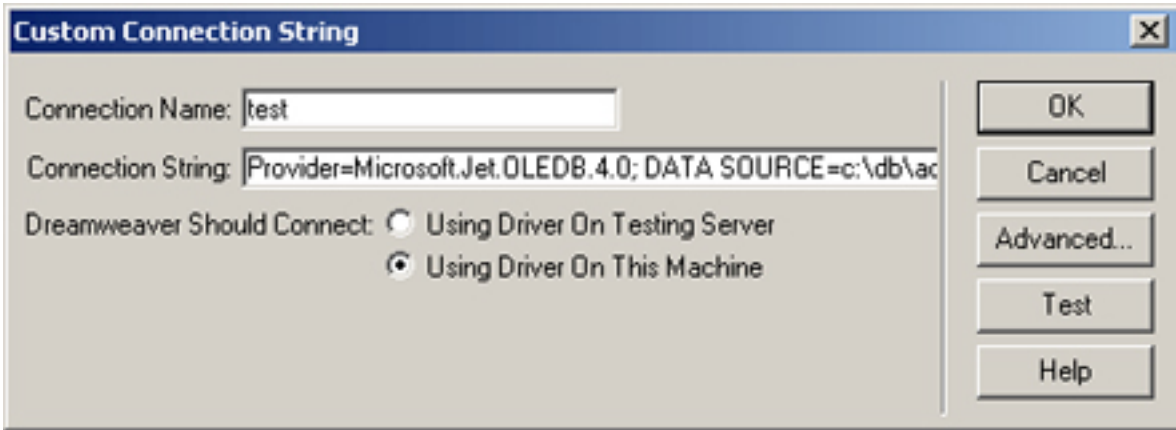 Custom Connection String
Connection Name: test
Connection String: Provider=Microsoft.Jet.OLEDB.4.0; DATA SOURCE=c:\db\ac
Dreamweaver Should Connect: Using Driver On Testing Server
Using Driver On This Machine
OK
Cancel
Advanced...
Test
Help